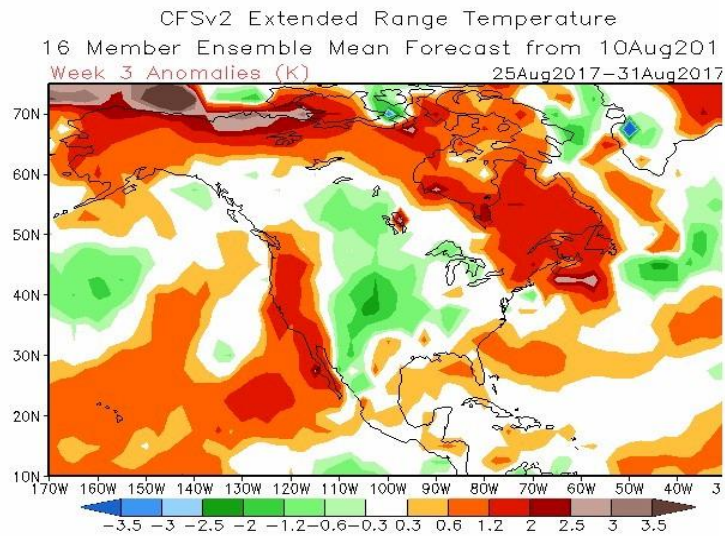 CFSv2 Extended Range Temperature
16 Member Ensemble Mean Forecast from 10Aug201
Week 3 Anomalies (K) 25Aug2017-31Aug2017
70N
60N
50N
40N
30N
20N
10N
170W 160W 150W 140W 130W 120W 110W 100W 90W 80W 70W 60W 50W 40W 3
-3.5 -3 -2.5 -2 -1.2 -0.6 -0.3 0.3 0.6 1.2 2 2.5 3 3.5